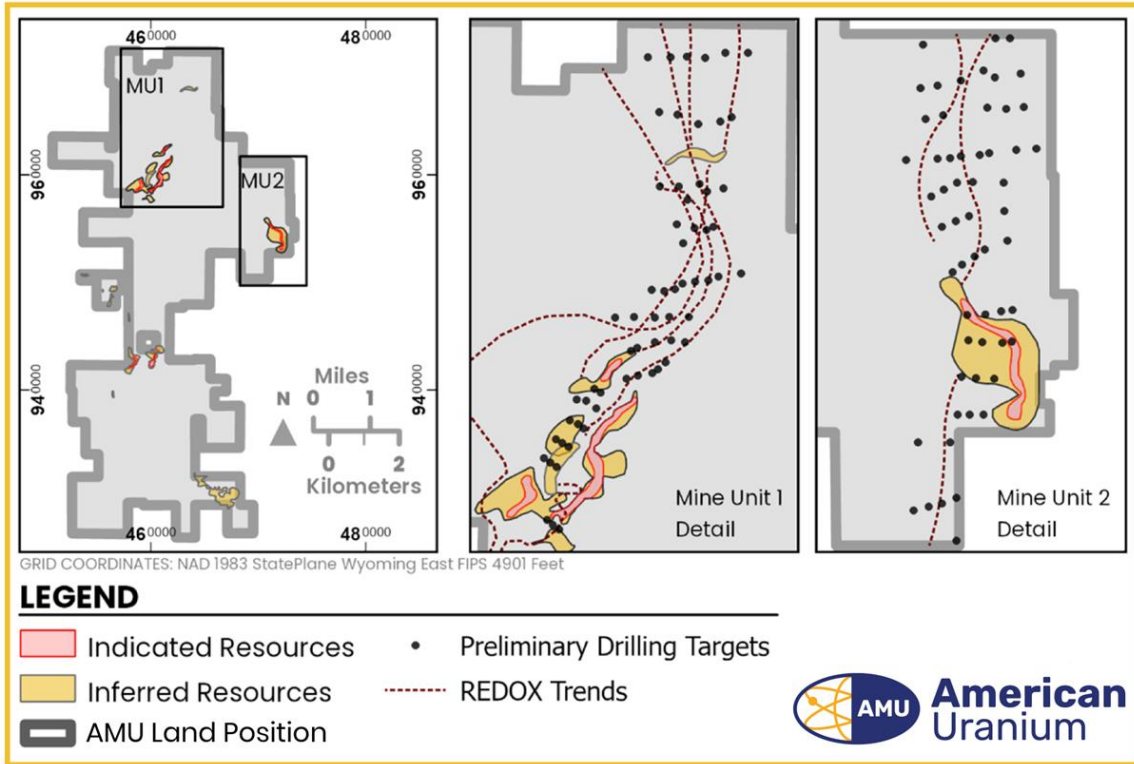 460000
480000
MU1
960000
960000
MU2
940000
940000
Miles
N 0 1
0 2
Kilometers
460000
480000
Mine Unit 1
Detail
Mine Unit 2
Detail
GRID COORDINATES: NAD 1983 StatePlane Wyoming East FIPS 4901 Feet
LEGEND
Indicated Resources
Preliminary Drilling Targets
Inferred Resources
REDOX Trends
AMU Land Position
AMU
American
Uranium